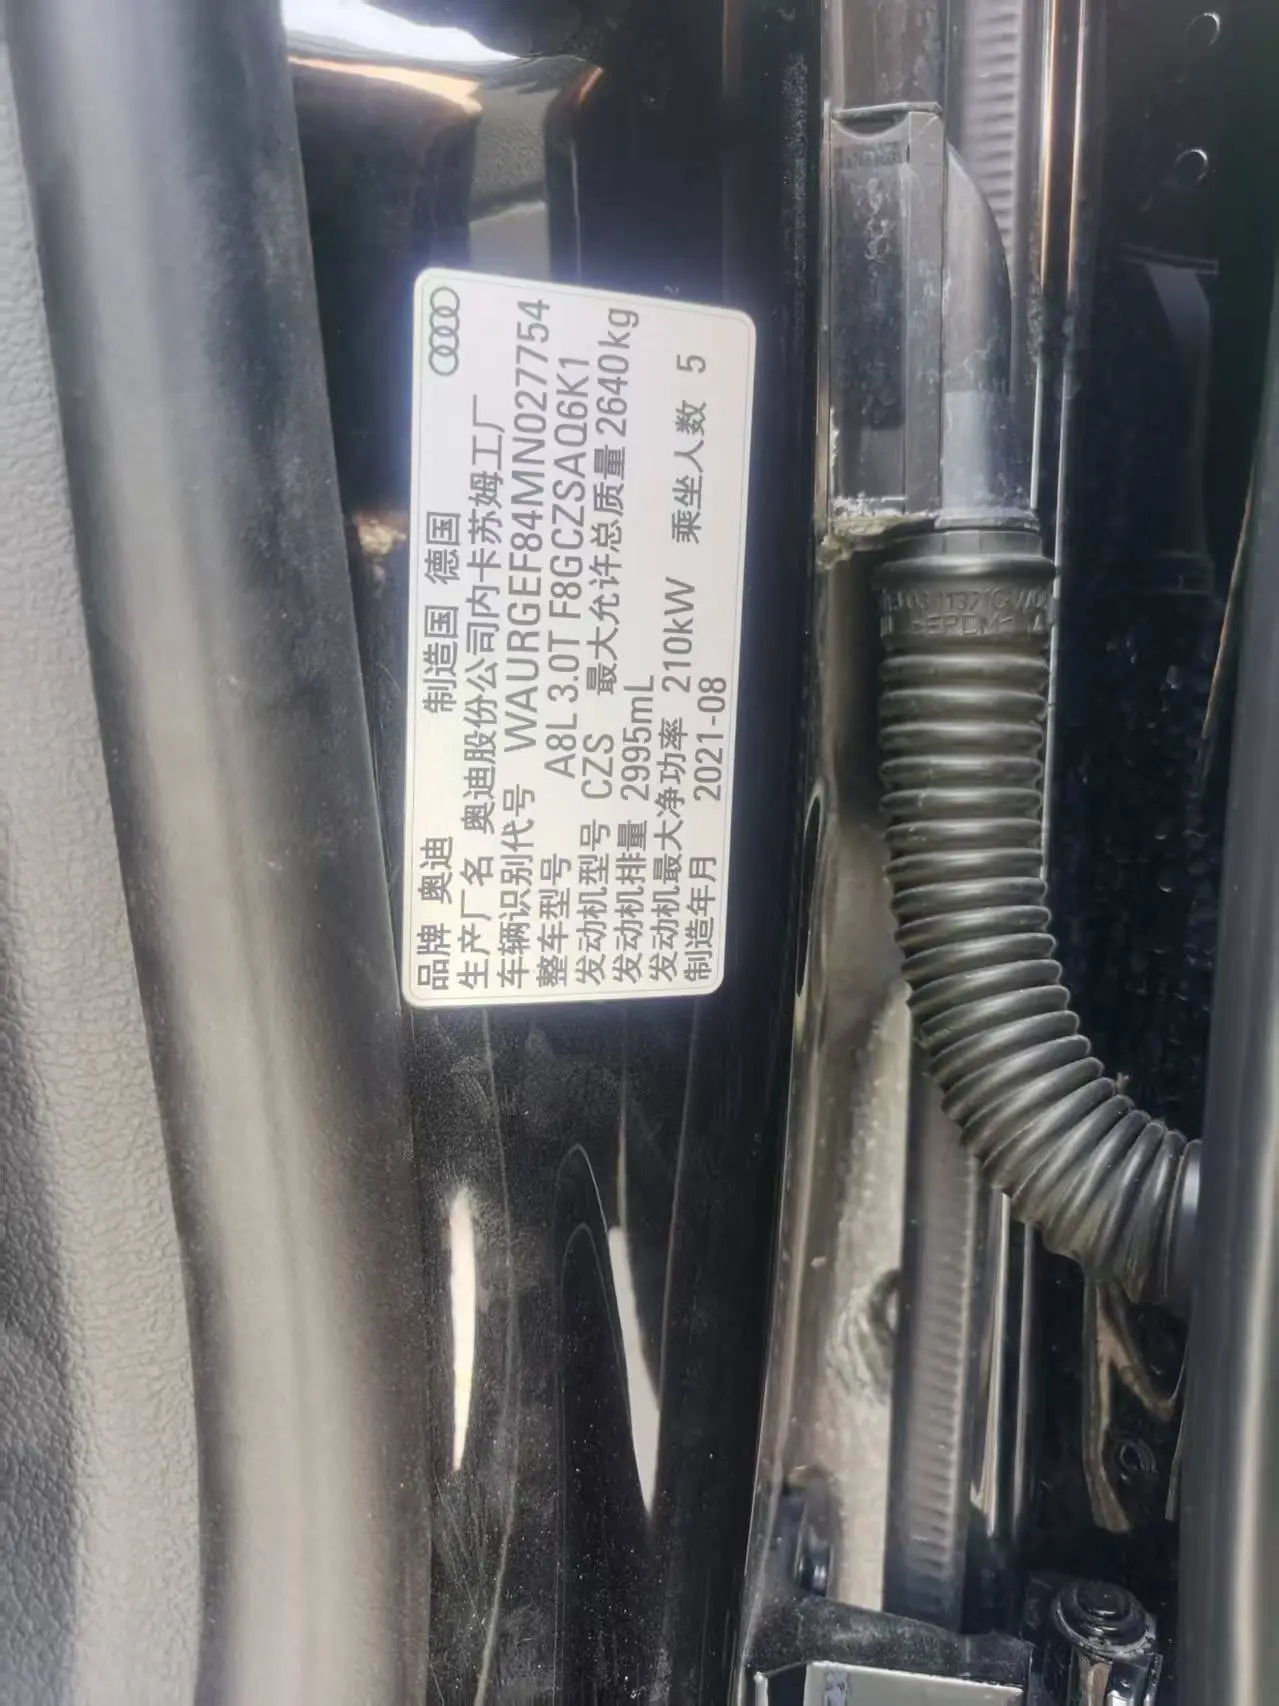 品牌 奥迪 制造国 德国
生产厂名 奥迪股份公司内卡苏姆工厂
车辆识别代号 WAURGEF84MN027754
整车型号 A8L 3.0T F8GCZSAQ6K1
发动机型号 CZS 最大允许总质量 2640kg
发动机排量 2995mL
发动机最大净功率 210kW 乘坐人数 5
制造年月 2021-08